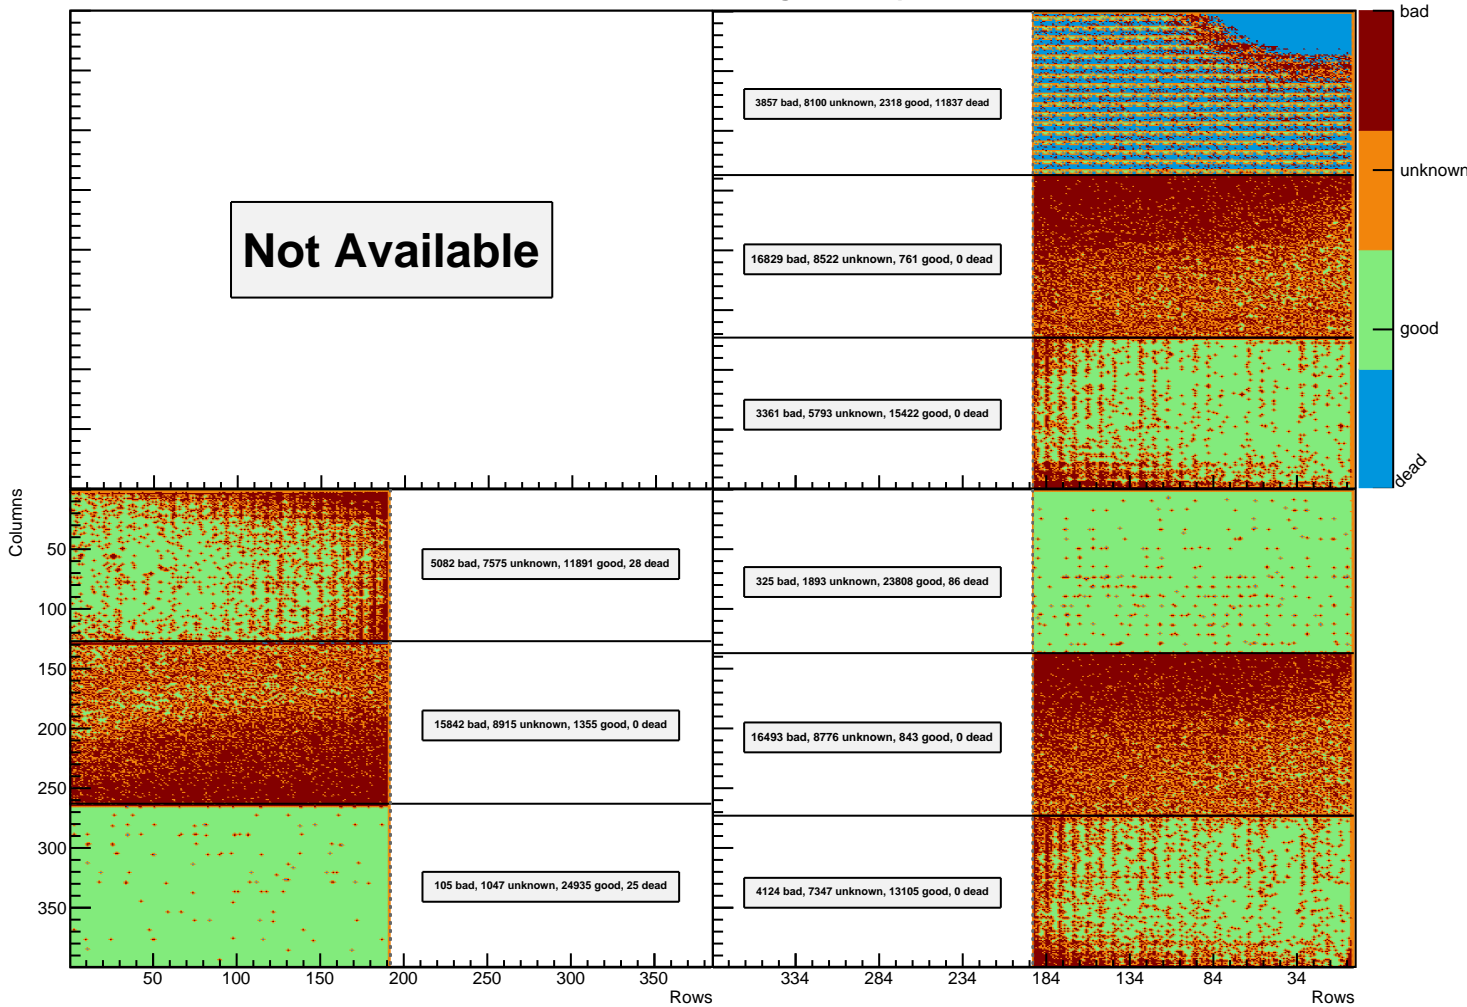 bad
3857 bad, 8100 unknown, 2318 good, 11837 dead
unknown
Not Available
16829 bad, 8522 unknown, 761 good, 0 dead
good
3361 bad, 5793 unknown, 15422 good, 0 dead
dead
Columns
50
100
150
200
250
300
350
5082 bad, 7575 unknown, 11891 good, 28 dead
325 bad, 1893 unknown, 23808 good, 86 dead
15842 bad, 8915 unknown, 1355 good, 0 dead
16493 bad, 8776 unknown, 843 good, 0 dead
105 bad, 1047 unknown, 24935 good, 25 dead
4124 bad, 7347 unknown, 13105 good, 0 dead
50 100 150 200 250 300 350
334 284 234 184 134 84 34
Rows
Rows